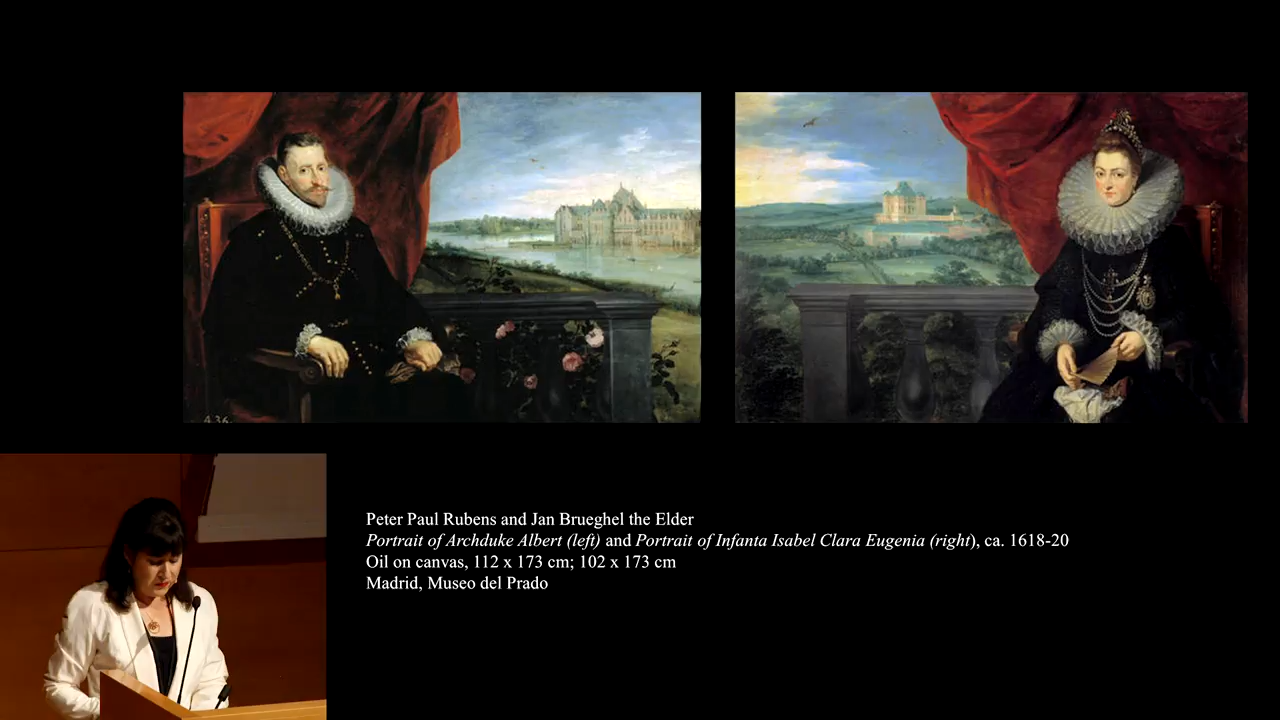 A.36.
Peter Paul Rubens and Jan Brueghel the Elder
Portrait of Archduke Albert (left) and Portrait of Infanta Isabel Clara Eugenia (right), ca. 1618-20
Oil on canvas, 112 x 173 cm; 102 x 173 cm
Madrid, Museo del Prado